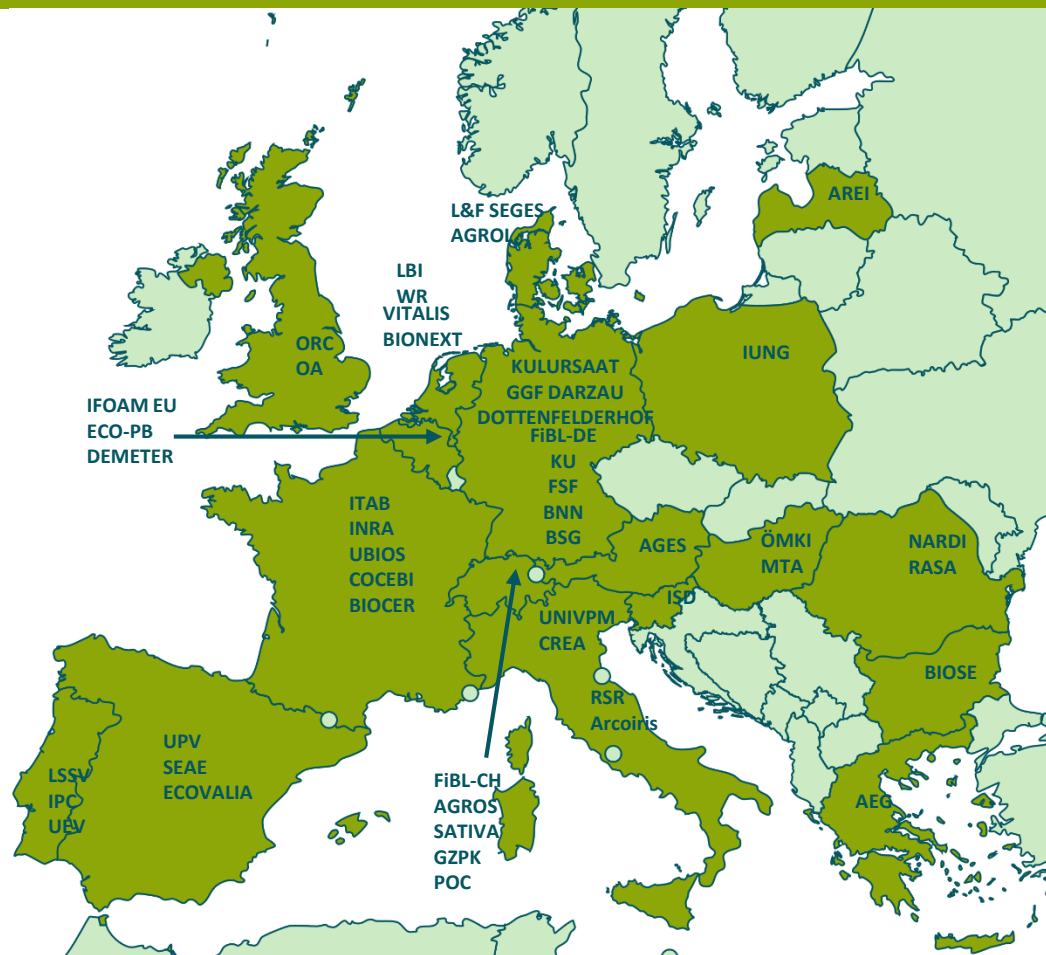 L&F SEGES
AGROL
AREI
LBI
WR
VITALIS
BIONEXT
ORC
OA
IUNG
KULURSAAT
GGF DARZAU
DOTTENFELDERHOF
FiBL-DE
KU
FSF
BNN
BSG
IFOAM EU
ECO-PB
DEMETER
ITAB
INRA
UBIOS
COCEBI
BIOCER
AGES
ÖMKI
MTA
NARDI
RASA
ISD
UNIVPM
CREA
BIOSE
RSR
Arcoiris
UPV
SEAE
ECOVALIA
LSSV
IPC
UEV
FiBL-CH
AGROS
SATIVA
GZPK
POC
AEG